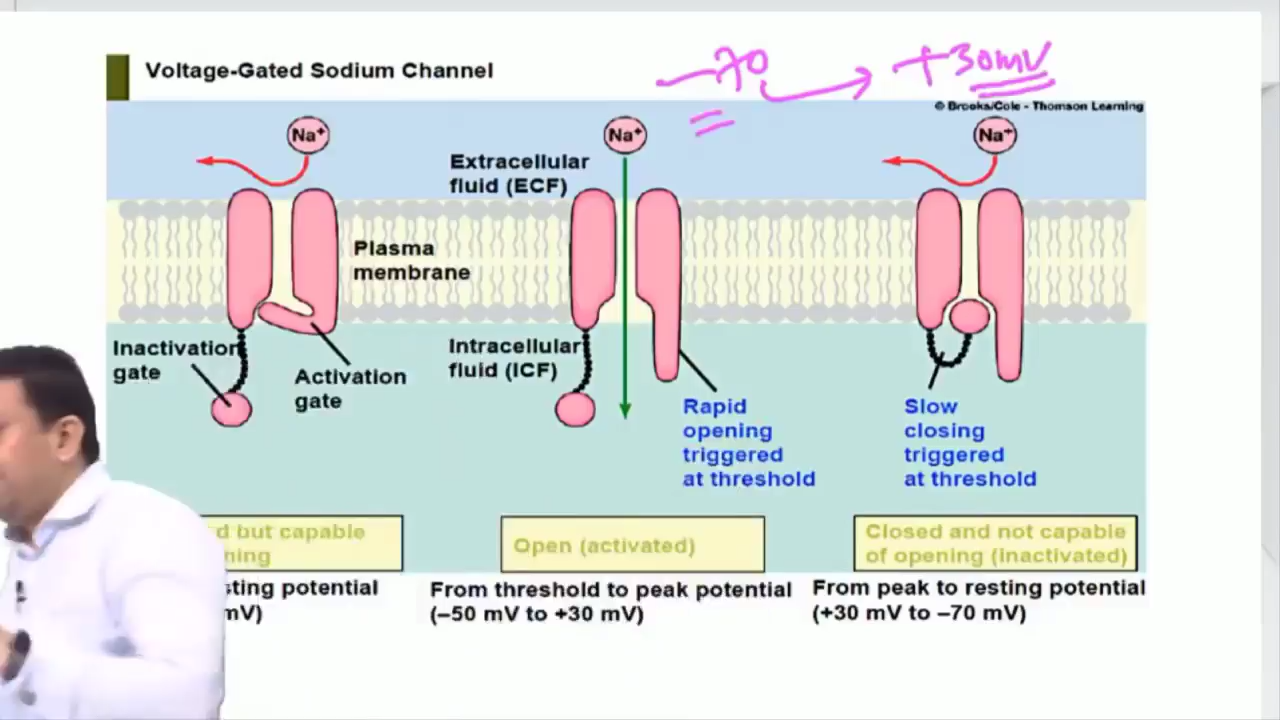 Voltage-Gated Sodium Channel
-70 → +30mV
© Brooks/Cole - Thomson Learning
Na+
Na+
Na+
Extracellular
fluid (ECF)
Plasma
membrane
Inactivation
gate
Activation
gate
Intracellular
fluid (ICF)
Rapid
opening
triggered
at threshold
Slow
closing
triggered
at threshold
but capable
Open (activated)
Closed and not capable
of opening (inactivated)
potential
mV)
From threshold to peak potential
(–50 mV to +30 mV)
From peak to resting potential
(+30 mV to –70 mV)